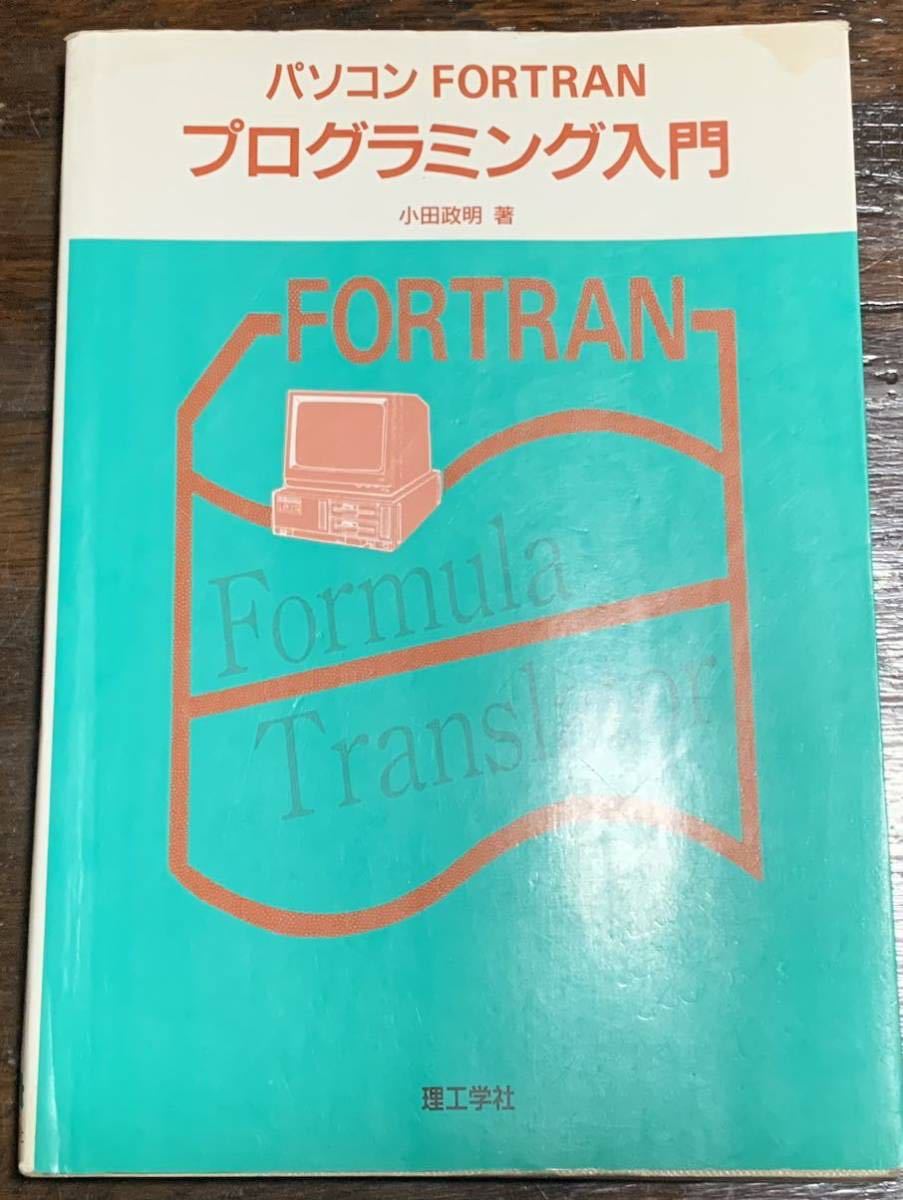 パソコン FORTRAN
プログラミング入門
小田政明 著
FORTRAN
Formula
Translator
理工学社